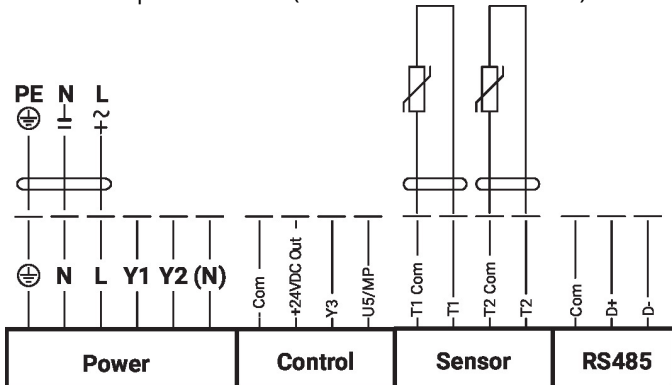 PE N L
N L Y1 Y2 (N)
- Com
+24VDC Out -
Y3
U5/MP
T1 Com
T1
T2 Com
T2
Com
D+
D-
Power
Control
Sensor
RS485